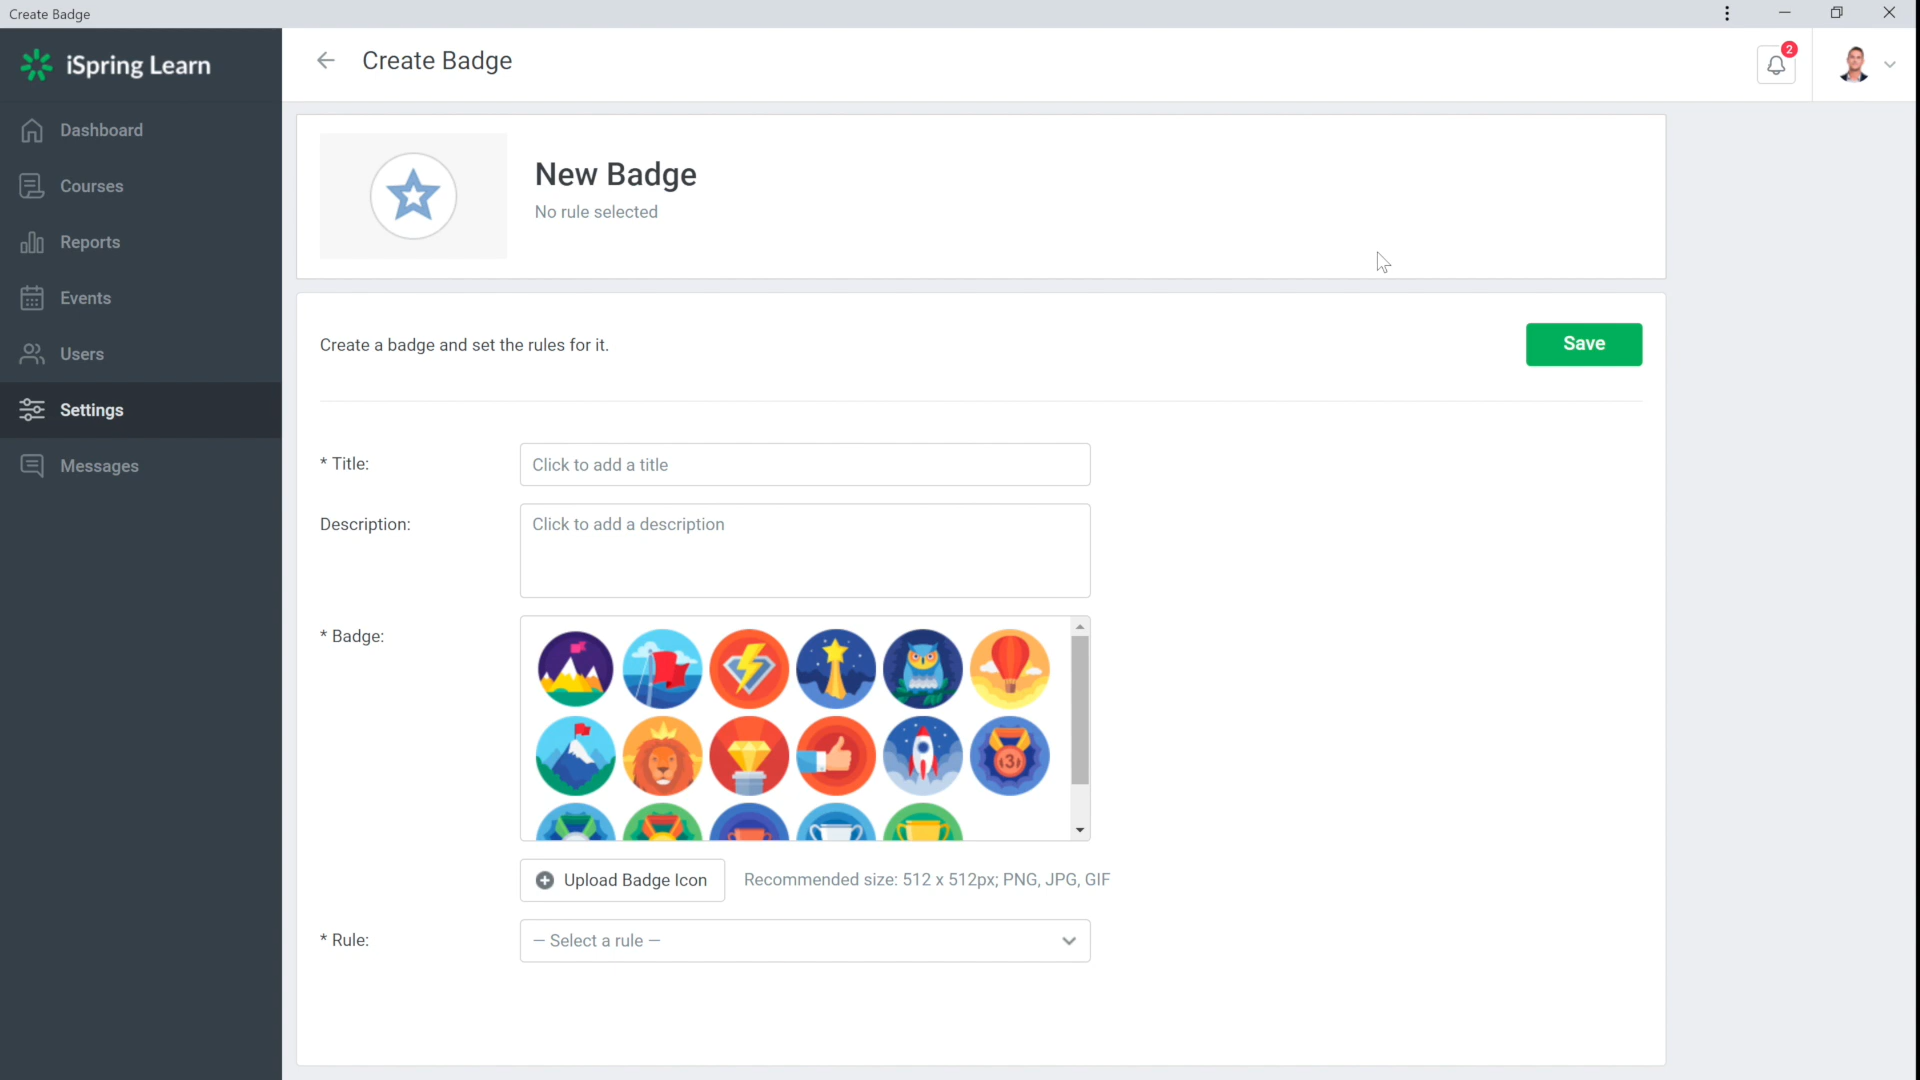 Create Badge
iSpring Learn
Create Badge
2
Dashboard
Courses
Reports
Events
Users
Settings
Messages
New Badge
No rule selected
Create a badge and set the rules for it.
Save
* Title:
Click to add a title
Description:
Click to add a description
* Badge:
3
Upload Badge Icon
Recommended size: 512 x 512px; PNG, JPG, GIF
* Rule:
— Select a rule —